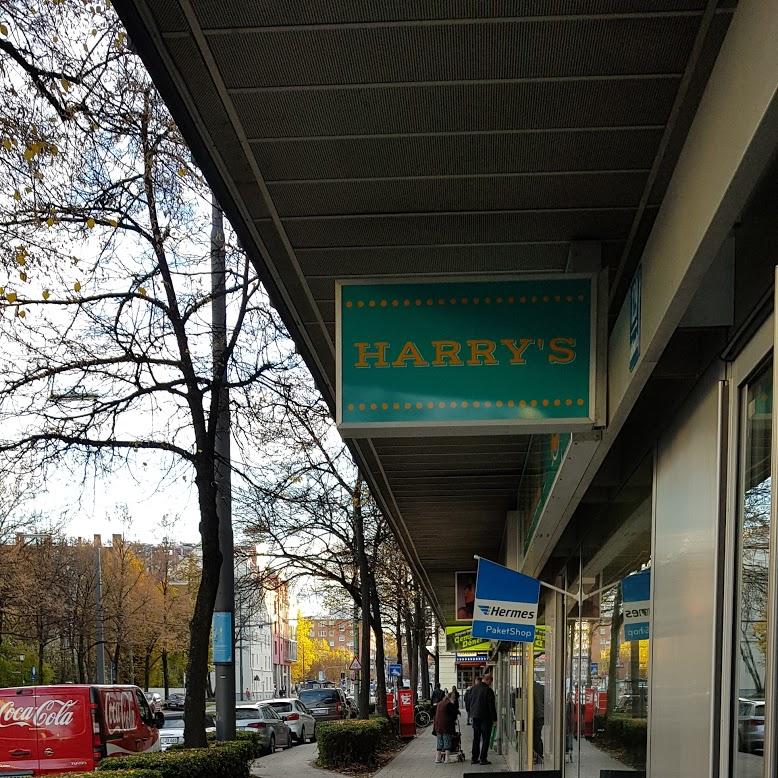 HARRY'S
Hermes
PaketShop
Coca-Cola
Coca-Cola